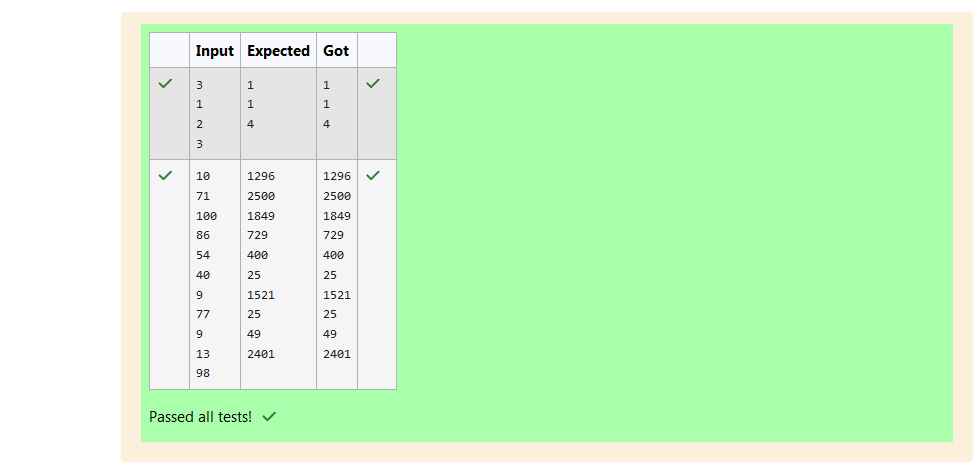 Input Expected Got
3 1 1
1 1 1
2 4 4
3
10 1296 1296
71 2500 2500
100 1849 1849
86 729 729
54 400 400
40 25 25
9 1521 1521
77 25 25
9 49 49
13 2401 2401
98
Passed all tests!